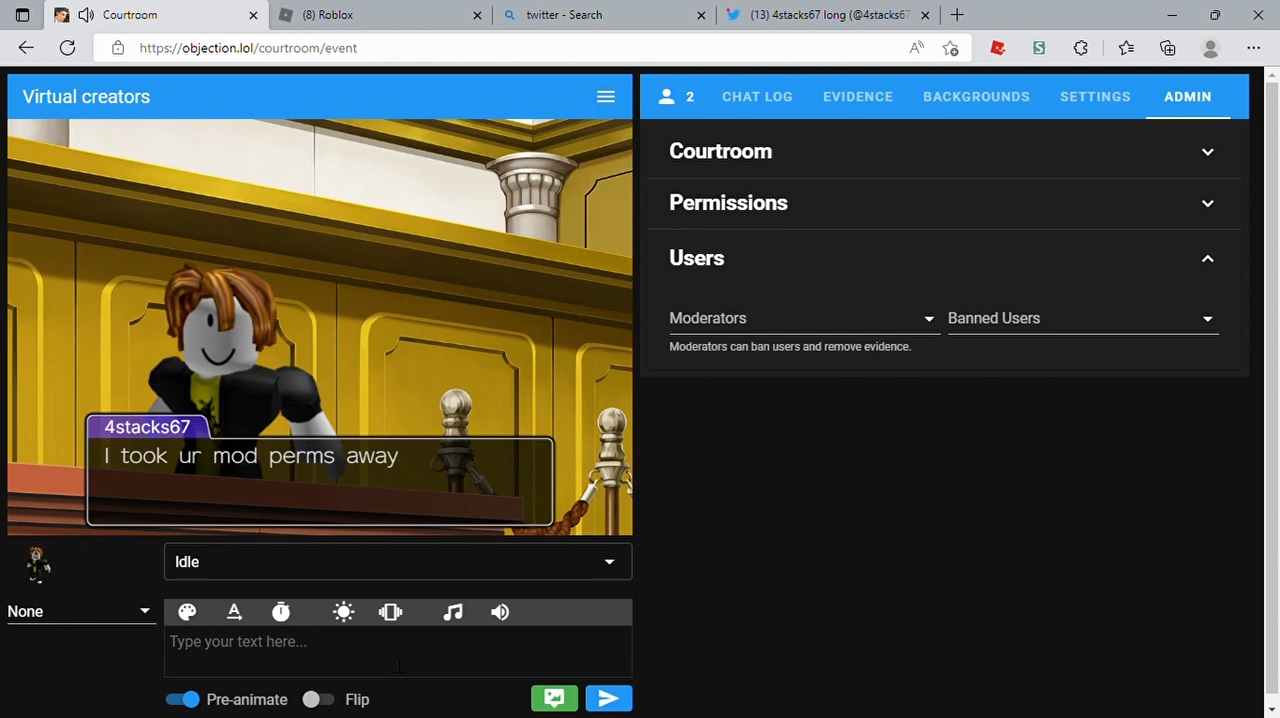 Courtroom
(8) Roblox
twitter - Search
(13) 4stacks67 long (@4stacks67
https://objection.lol/courtroom/event
Virtual creators
2 CHAT LOG EVIDENCE BACKGROUNDS SETTINGS ADMIN
Courtroom
Permissions
Users
Moderators
Banned Users
Moderators can ban users and remove evidence.
4stacks67
I took ur mod perms away
Idle
None
Type your text here...
Pre-animate
Flip